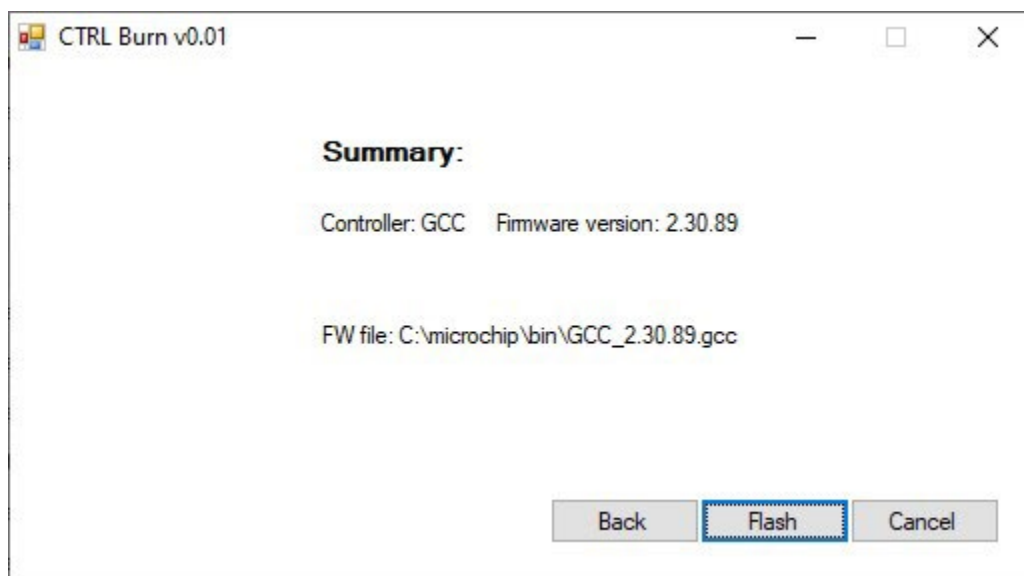 CTRL Burn v0.01
Summary:
Controller: GCC Firmware version: 2.30.89
FW file: C:\microchip\bin\GCC_2.30.89.gcc
Back Flash Cancel